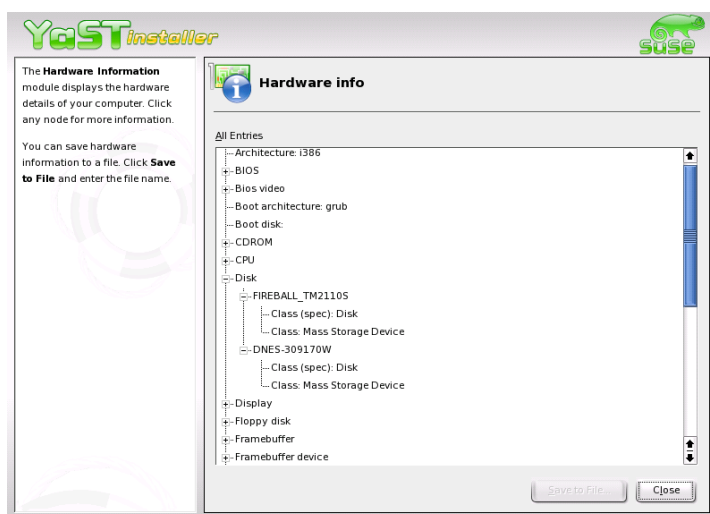 YaST installer
SUSE
The Hardware Information
module displays the hardware
details of your computer. Click
any node for more information.
You can save hardware
information to a file. Click Save
to File and enter the file name.
Hardware info
All Entries
Architecture: i386
BIOS
Bios video
Boot architecture: grub
Boot disk:
CDROM
CPU
Disk
FIREBALL_TM2110S
Class (spec): Disk
Class: Mass Storage Device
DNES-309170W
Class (spec): Disk
Class: Mass Storage Device
Display
Floppy disk
Framebuffer
Framebuffer device
Save to File...
Close